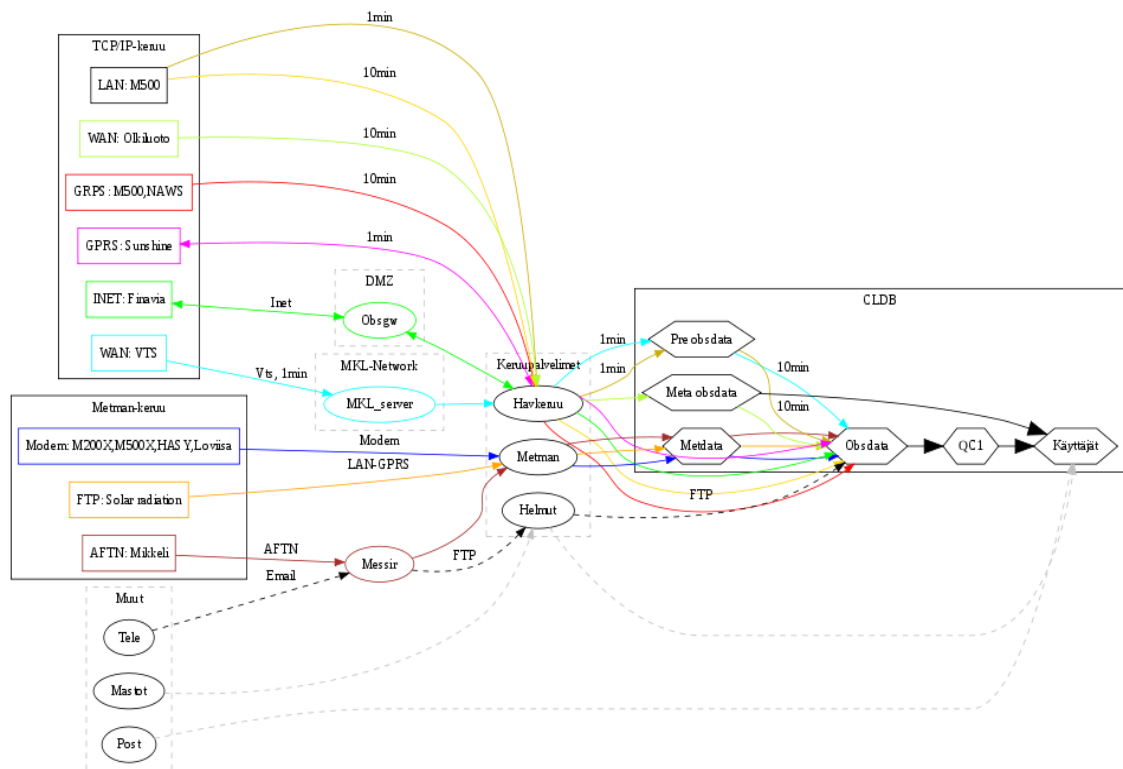 1min
TCP/IP-keruu
LAN: M500
10min
WAN: Olkiluoto
10min
GRPS: M500,NAWS
10min
GPRS: Sunshine
1min
INET: Finavia
Inet
DMZ
Obsgw
WAN: VTS
Vts, 1min
MKL-Network
MKL_server
Keruupalvelimet
Havkeruu
Metman
Helmut
CLDB
1min
Pre obsdata
1min
10min
Meta obsdata
10min
Metdata
Obsdata
QC1
Käyttäjät
FTP
Metman-keruu
Modem: M200X,M500X,HASY,Loviisa
Modem
LAN-GPRS
FTP: Solar radiation
AFTN: Mikkeli
AFTN
Messir
FTP
Email
Muut
Tele
Mastot
Post